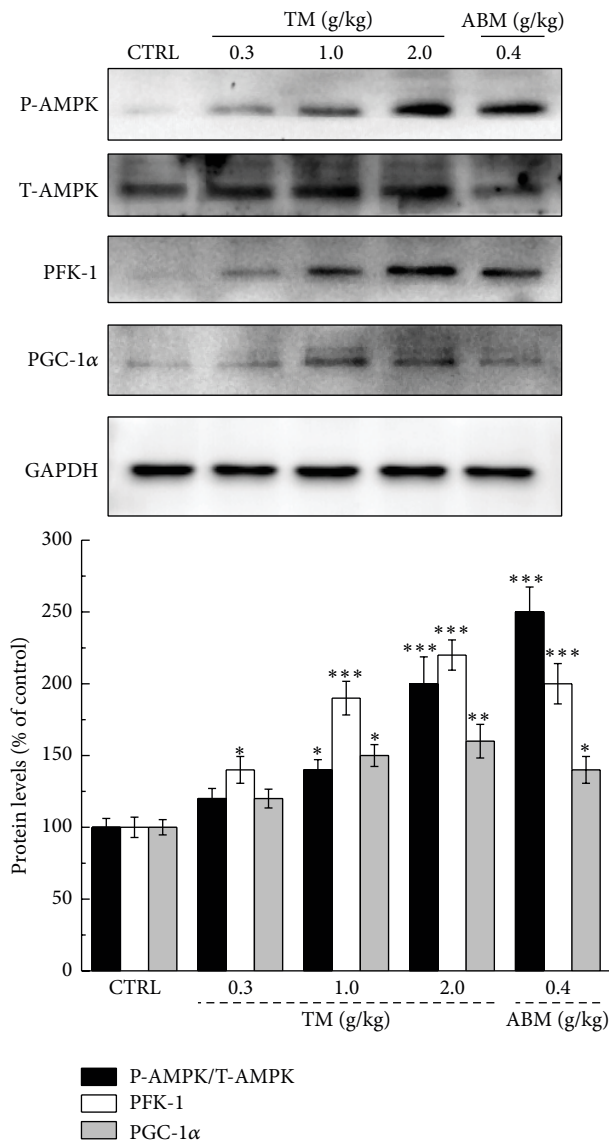 TM (g/kg) ABM (g/kg)
CTRL 0.3 1.0 2.0 0.4
P-AMPK
T-AMPK
PFK-1
PGC-1α
GAPDH
Protein levels (% of control)
300
250
200
150
100
50
0
* *** *** *** *** ***
* * ** *
CTRL 0.3 1.0 2.0 0.4
TM (g/kg) ABM (g/kg)
P-AMPK/T-AMPK
PFK-1
PGC-1α